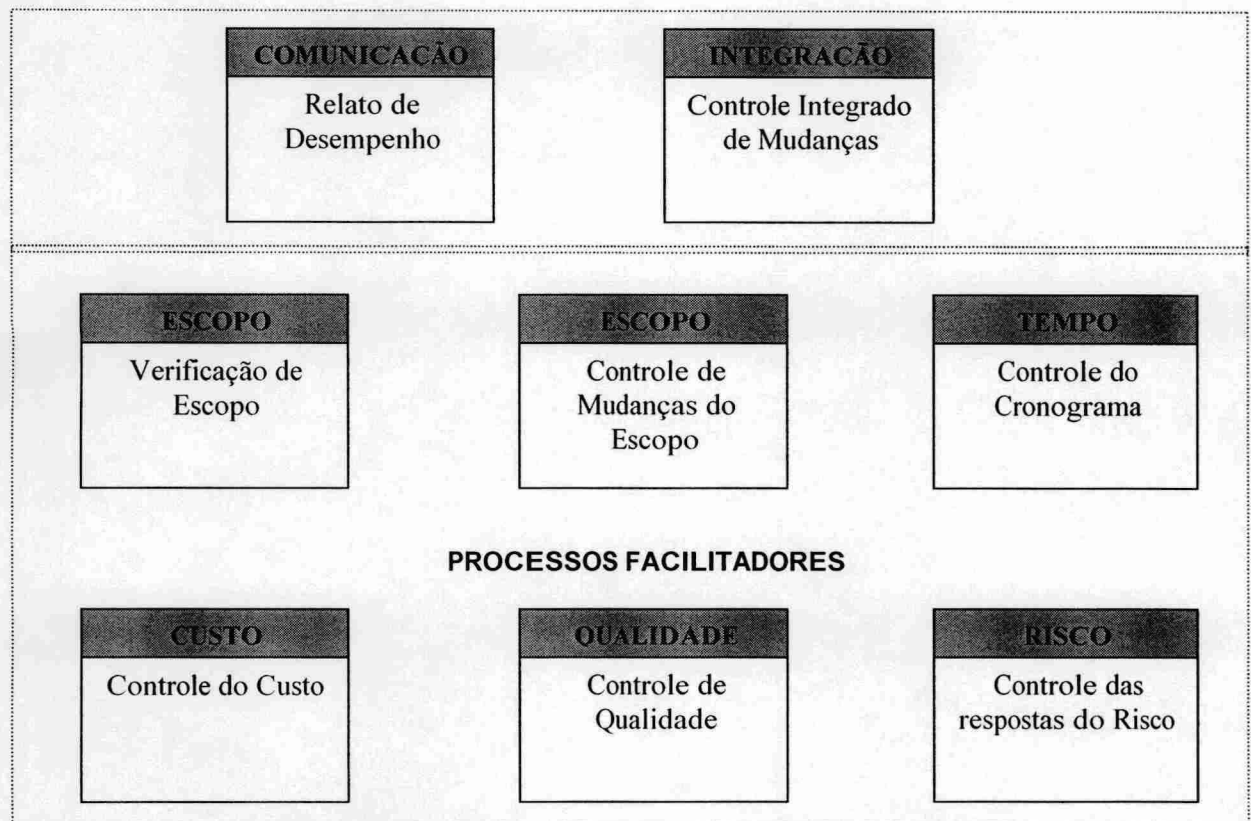 COMUNICACÃO
Relato de
Desempenho
INTEGRACÃO
Controle Integrado
de Mudanças
ESCOPO
Verificação de
Escopo
ESCOPO
Controle de
Mudanças do
Escopo
TEMPO
Controle do
Cronograma
PROCESSOS FACILITADORES
CUSTO
Controle do Custo
QUALIDADE
Controle de
Qualidade
RISCO
Controle das
respostas do Risco